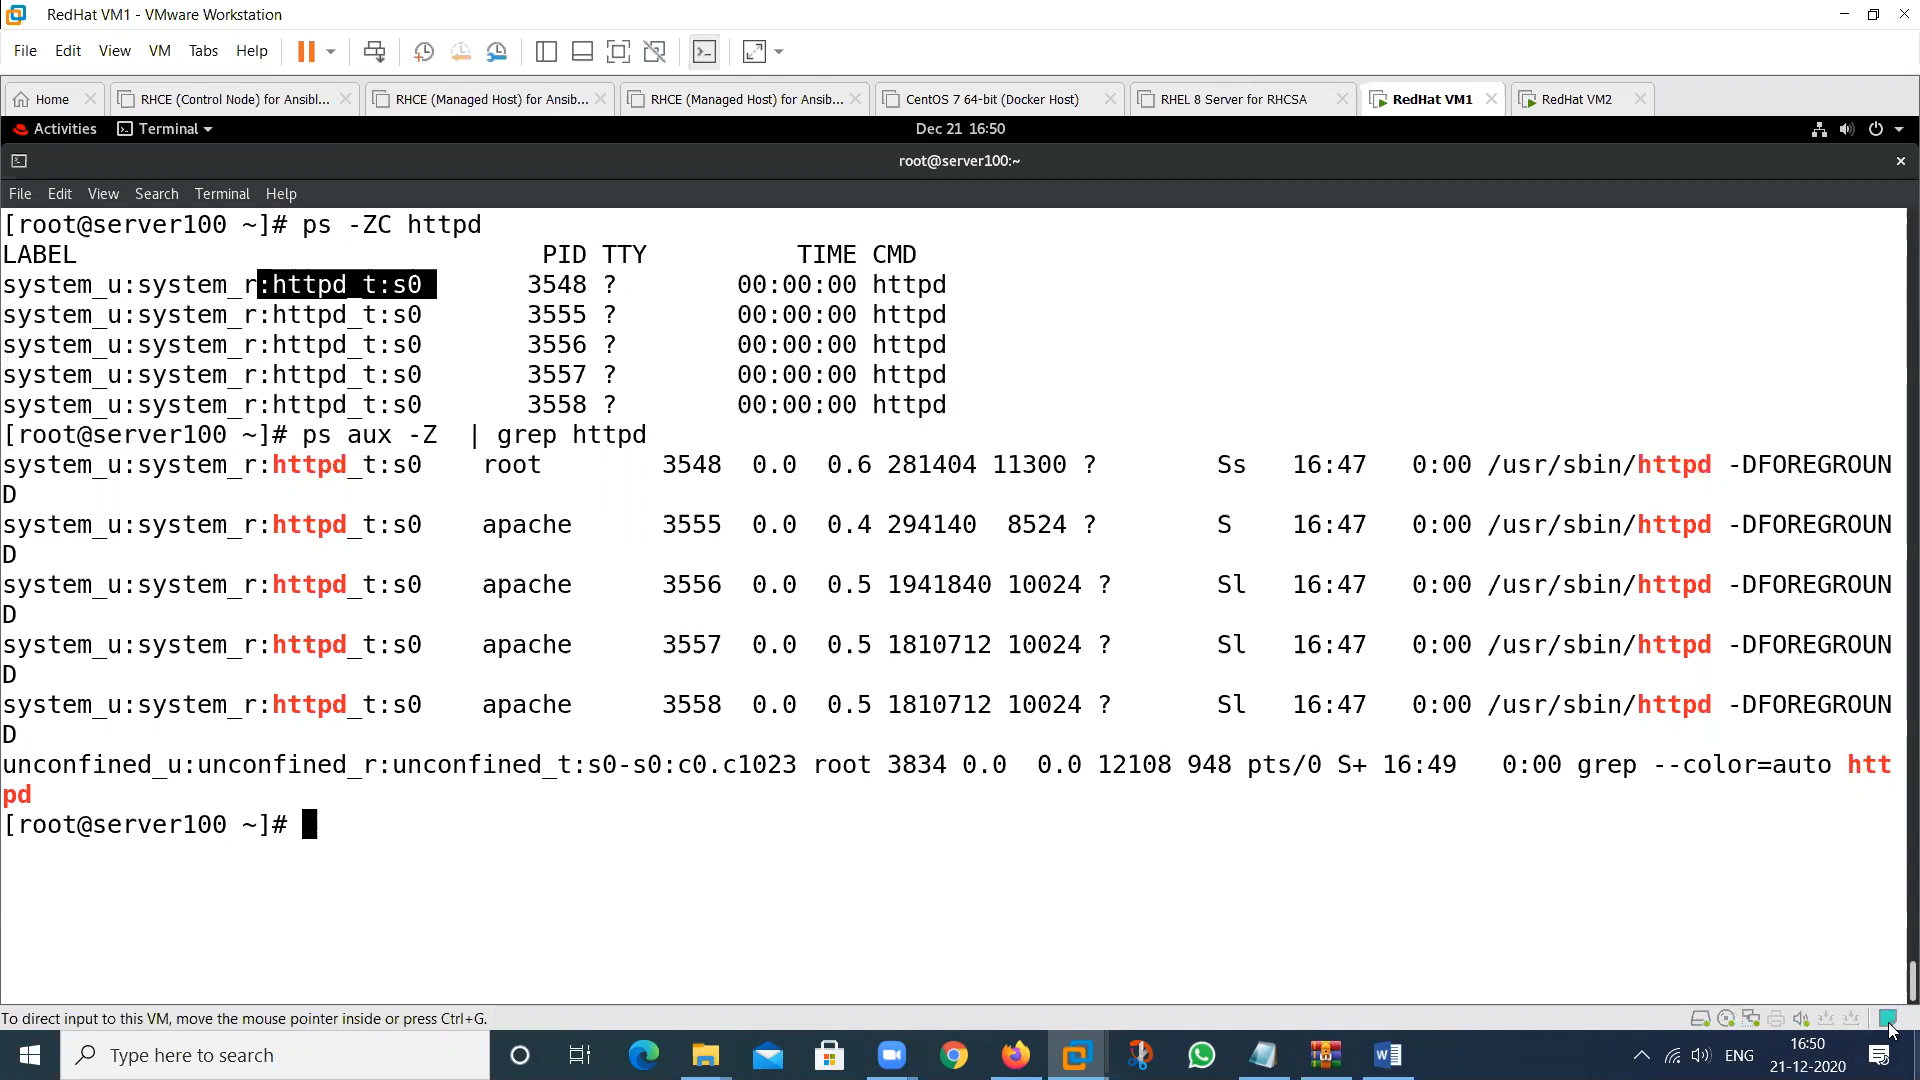 RedHat VM1 - VMware Workstation
File Edit View VM Tabs Help
Home RHCE (Control Node) for Ansibl... RHCE (Managed Host) for Ansib... RHCE (Managed Host) for Ansib... CentOS 7 64-bit (Docker Host) RHEL 8 Server for RHCSA RedHat VM1 RedHat VM2
Activities Terminal Dec 21 16:50
root@server100:~
File Edit View Search Terminal Help
[root@server100 ~]# ps -ZC httpd
LABEL PID TTY TIME CMD
system_u:system_r:httpd_t:s0 3548 ? 00:00:00 httpd
system_u:system_r:httpd_t:s0 3555 ? 00:00:00 httpd
system_u:system_r:httpd_t:s0 3556 ? 00:00:00 httpd
system_u:system_r:httpd_t:s0 3557 ? 00:00:00 httpd
system_u:system_r:httpd_t:s0 3558 ? 00:00:00 httpd
[root@server100 ~]# ps aux -Z | grep httpd
system_u:system_r:httpd_t:s0 root 3548 0.0 0.6 281404 11300 ? Ss 16:47 0:00 /usr/sbin/httpd -DFOREGROUN
D
system_u:system_r:httpd_t:s0 apache 3555 0.0 0.4 294140 8524 ? S 16:47 0:00 /usr/sbin/httpd -DFOREGROUN
D
system_u:system_r:httpd_t:s0 apache 3556 0.0 0.5 1941840 10024 ? Sl 16:47 0:00 /usr/sbin/httpd -DFOREGROUN
D
system_u:system_r:httpd_t:s0 apache 3557 0.0 0.5 1810712 10024 ? Sl 16:47 0:00 /usr/sbin/httpd -DFOREGROUN
D
system_u:system_r:httpd_t:s0 apache 3558 0.0 0.5 1810712 10024 ? Sl 16:47 0:00 /usr/sbin/httpd -DFOREGROUN
D
unconfined_u:unconfined_r:unconfined_t:s0-s0:c0.c1023 root 3834 0.0 0.0 12108 948 pts/0 S+ 16:49 0:00 grep --color=auto htt
pd
[root@server100 ~]#
To direct input to this VM, move the mouse pointer inside or press Ctrl+G.
Type here to search
ENG
16:50
21-12-2020